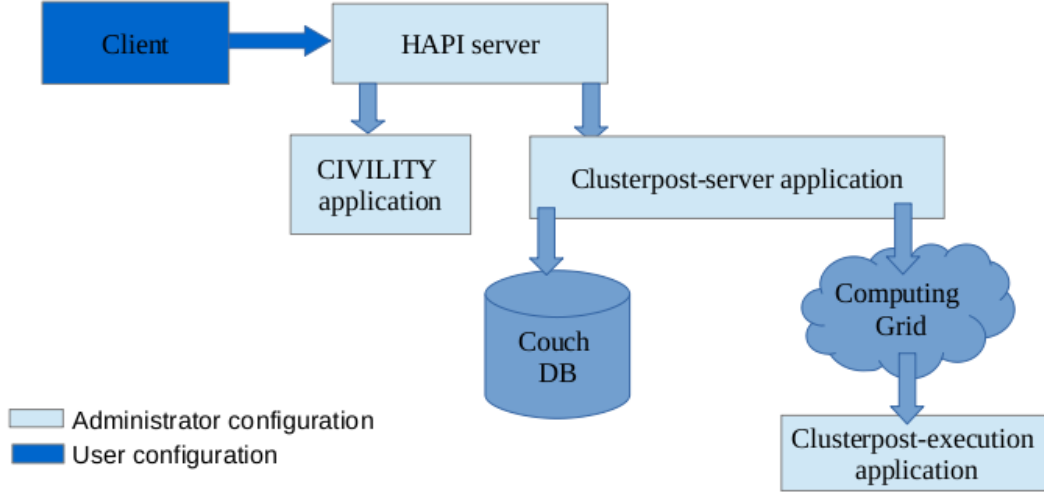 Client
HAPI server
CIVILITY
application
Clusterpost-server application
Couch
DB
Computing
Grid
Clusterpost-execution
application
Administrator configuration
User configuration